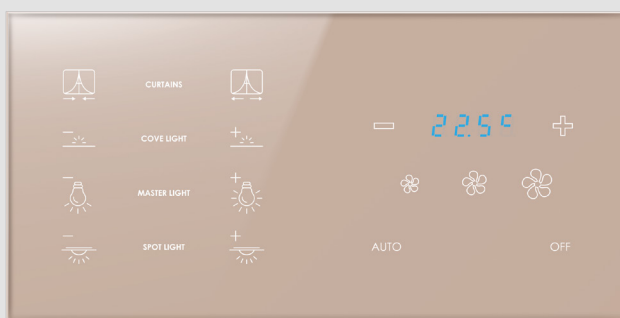 CURTAINS
COVE LIGHT
MASTER LIGHT
SPOT LIGHT
22.5°C
AUTO
OFF